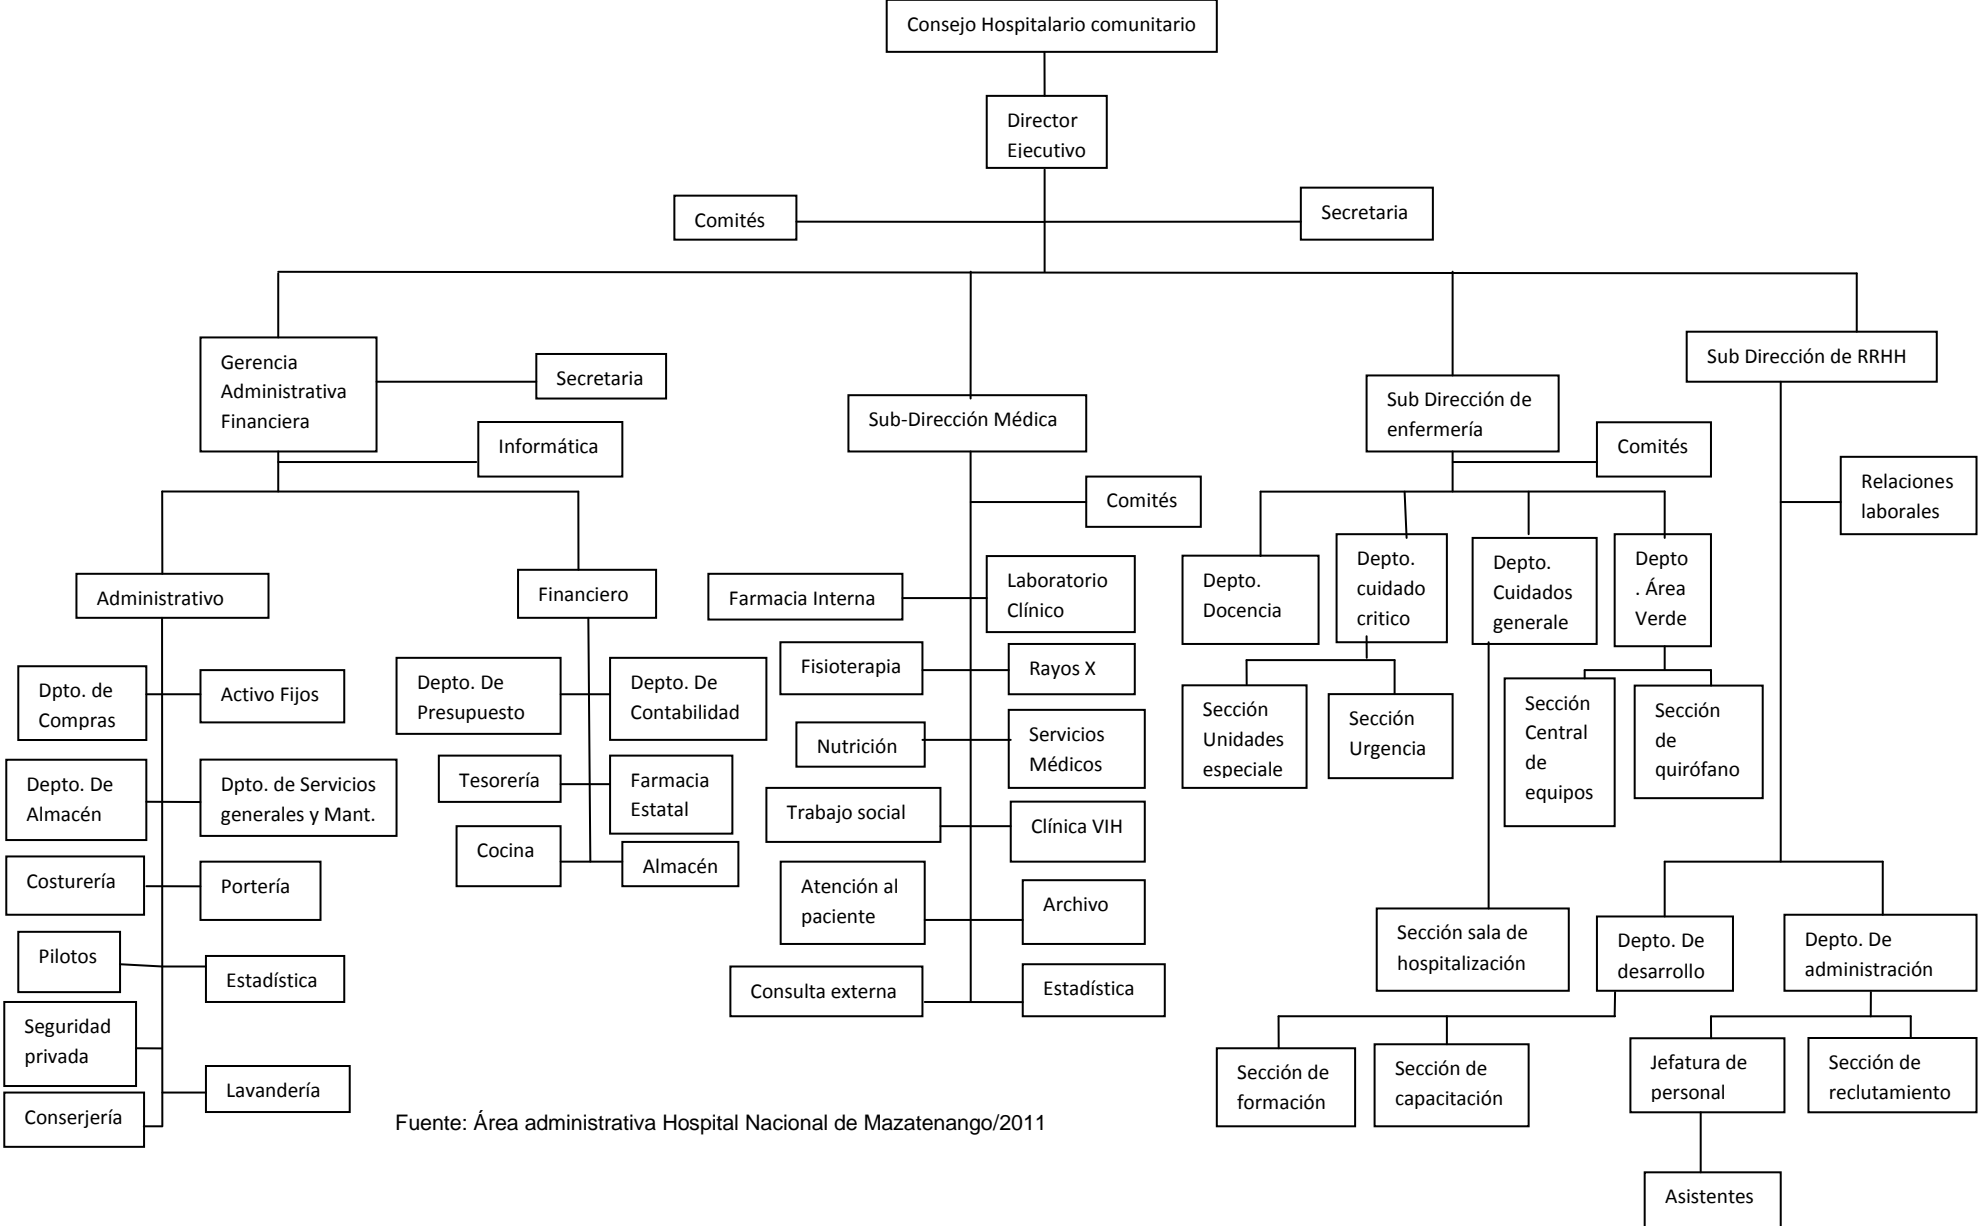 Consejo Hospitalario comunitario
Director
Ejecutivo
Comités
Secretaria
Gerencia
Administrativa
Financiera
Secretaria
Informática
Sub-Dirección Médica
Comités
Sub Dirección de
enfermería
Comités
Sub Dirección de RRHH
Relaciones
laborales
Administrativo
Financiero
Dpto. de
Compras
Activo Fijos
Depto. De
Almacén
Dpto. de Servicios
generales y Mant.
Costurería
Portería
Pilotos
Estadística
Seguridad
privada
Lavandería
Conserjería
Depto. De
Presupuesto
Depto. De
Contabilidad
Tesorería
Farmacia
Estatal
Cocina
Almacén
Farmacia Interna
Laboratorio
Clínico
Fisioterapia
Rayos X
Nutrición
Servicios
Médicos
Trabajo social
Clínica VIH
Atención al
paciente
Archivo
Consulta externa
Estadística
Depto.
Docencia
Depto.
cuidado
critico
Depto.
Cuidados
generale
Depto
. Área
Verde
Sección
Unidades
especiale
Sección
Urgencia
Sección
Central
de
equipos
Sección
de
quirófano
Sección sala de
hospitalización
Depto. De
desarrollo
Depto. De
administración
Sección de
formación
Sección de
capacitación
Jefatura de
personal
Sección de
reclutamiento
Asistentes
Fuente: Área administrativa Hospital Nacional de Mazatenango/2011